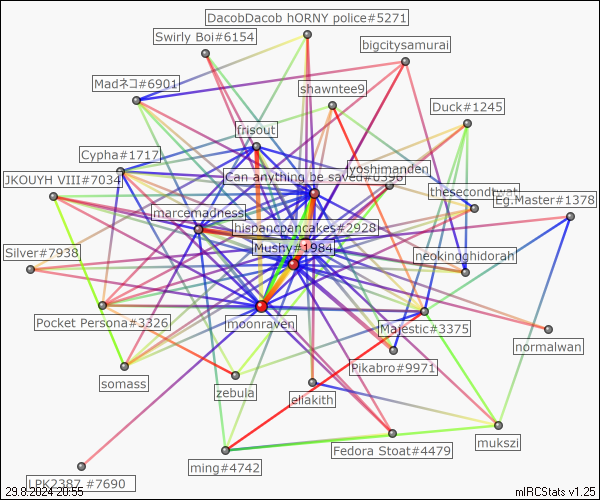 DacobDacob hORNY police#5271
Swirly Boi#6154
bigcitysamurai
Madネコ#6901
shawntee9
Duck#1245
frisout
Cypha#1717
yoshimanden
Can anything be saved#0390
JKOUYH VIII#7034
thesecondtwat
Eg.Master#1378
marcemadness
hispancpancakes#2928
Mushy#1984
Silver#7938
neokingghidorah
Pocket Persona#3326
moonraven
Majestic#3375
normalwan
Pikabro#9971
somass
zebula
eliakith
mukszi
Fedora Stoat#4479
ming#4742
LPK2387 #7690
29.8.2024 20:55
mIRCStats v1.25